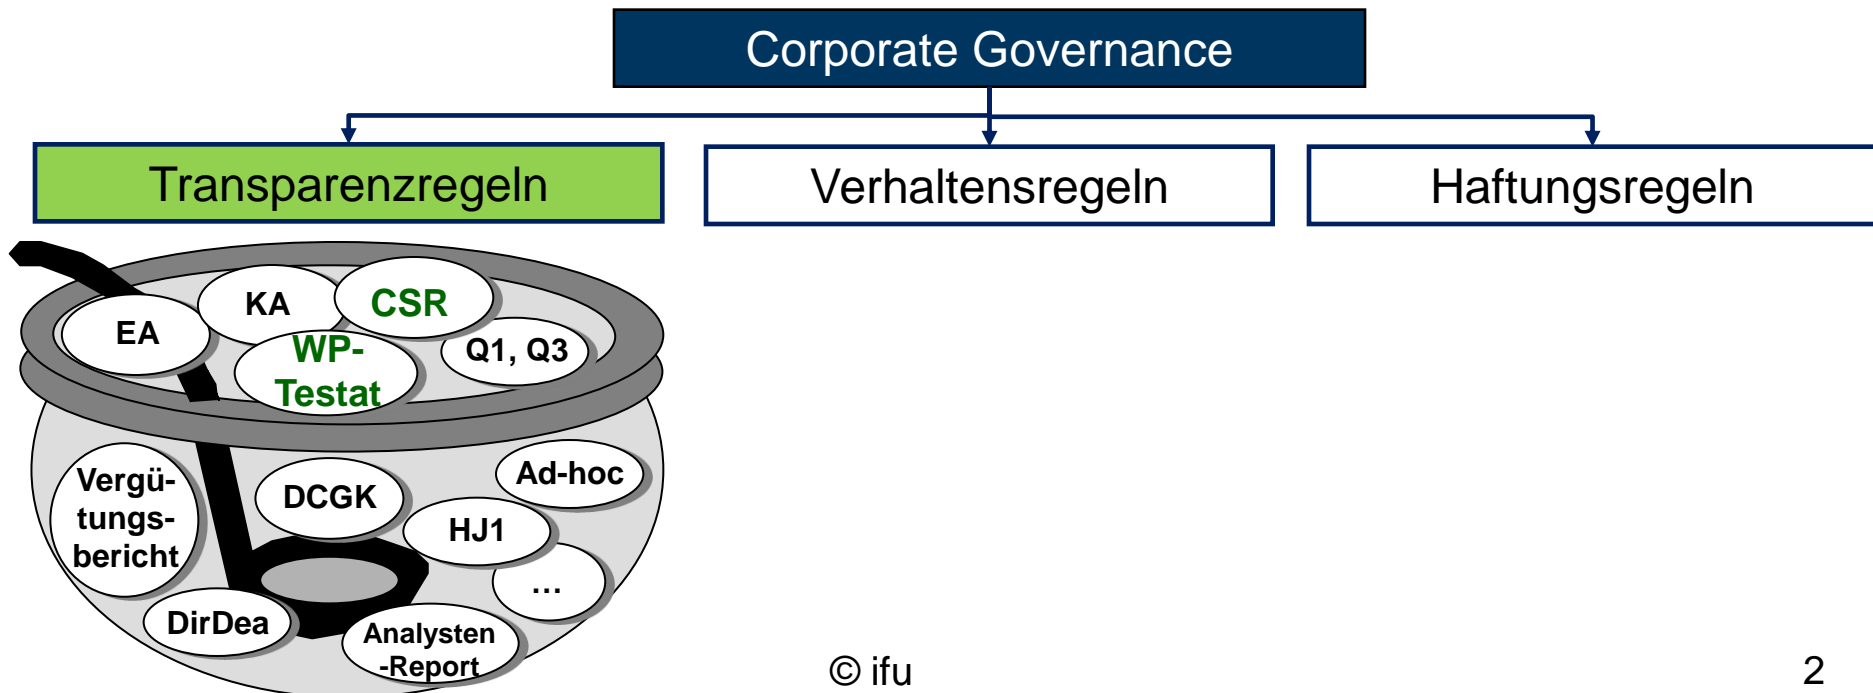 Corporate Governance
Transparenzregeln
Verhaltensregeln
Haftungsregeln
EA
KA
CSR
WP-
Testat
Q1, Q3
Vergü-
tungs-
bericht
DCGK
Ad-hoc
HJ1
...
DirDea
Analysten
-Report
© ifu
2